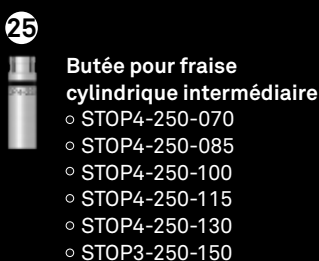 25
Butée pour fraise
cylindrique intermédiaire
○ STOP4-250-070
○ STOP4-250-085
○ STOP4-250-100
○ STOP4-250-115
○ STOP4-250-130
○ STOP3-250-150